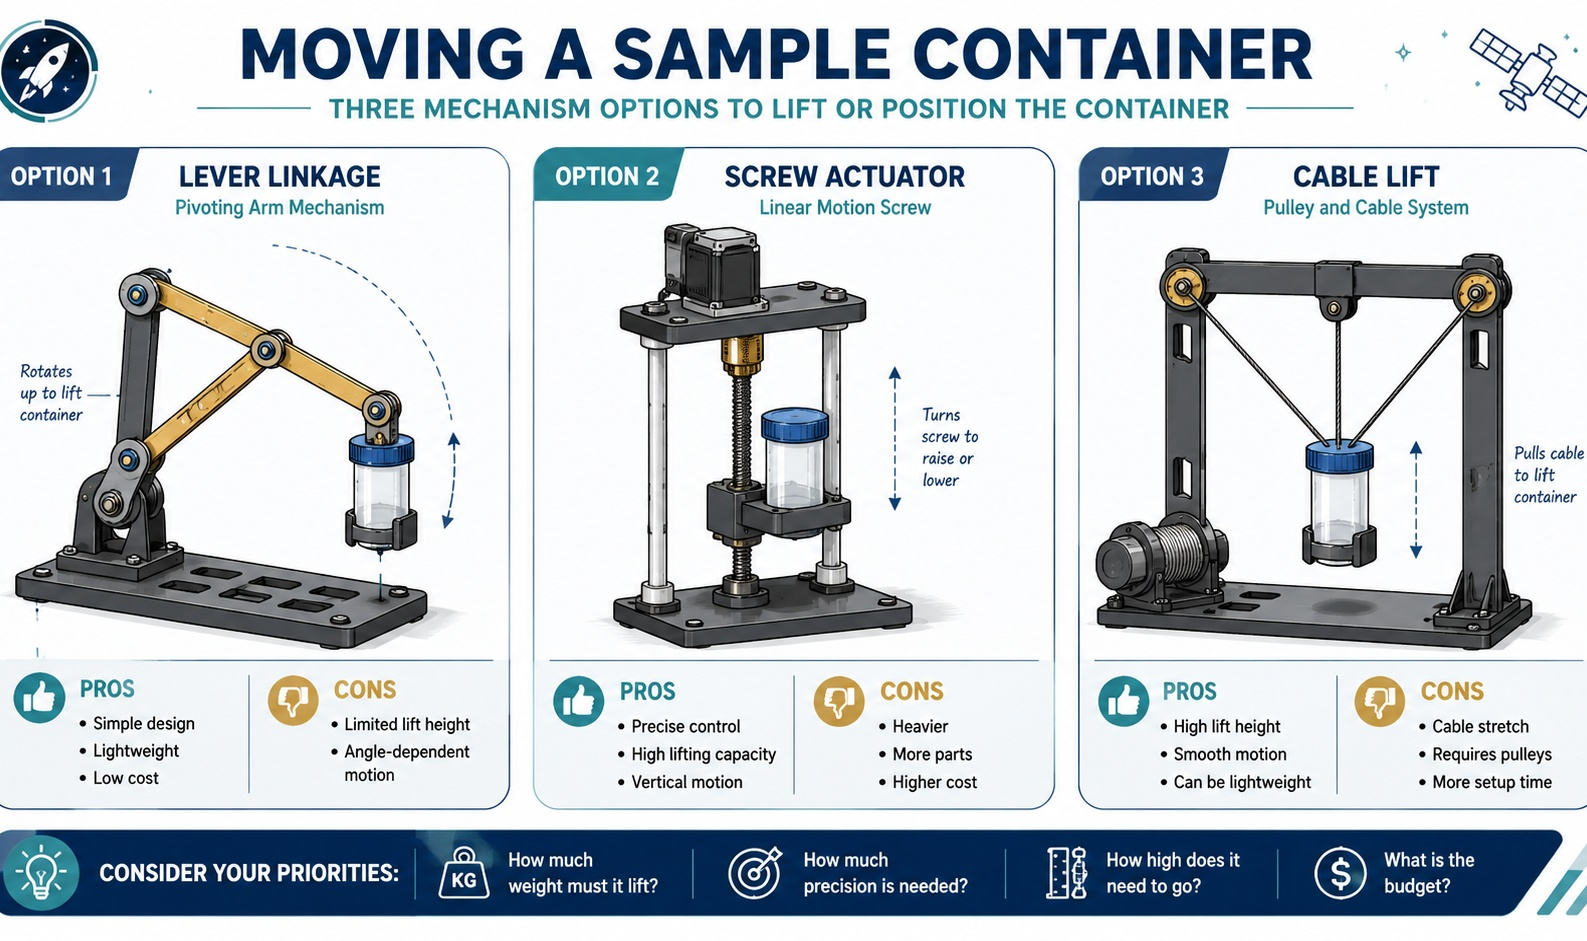 MOVING A SAMPLE CONTAINER
THREE MECHANISM OPTIONS TO LIFT OR POSITION THE CONTAINER
OPTION 1
LEVER LINKAGE
Pivoting Arm Mechanism
Rotates
up to lift
container
PROS
• Simple design
• Lightweight
• Low cost
CONS
• Limited lift height
• Angle-dependent
motion
OPTION 2
SCREW ACTUATOR
Linear Motion Screw
Turns
screw to
raise or
lower
PROS
• Precise control
• High lifting capacity
• Vertical motion
CONS
• Heavier
• More parts
• Higher cost
OPTION 3
CABLE LIFT
Pulley and Cable System
Pulls cable
to lift
container
PROS
• High lift height
• Smooth motion
• Can be lightweight
CONS
• Cable stretch
• Requires pulleys
• More setup time
CONSIDER YOUR PRIORITIES:
KG
How much
weight must it lift?
How much
precision is needed?
How high does it
need to go?
$
What is the
budget?